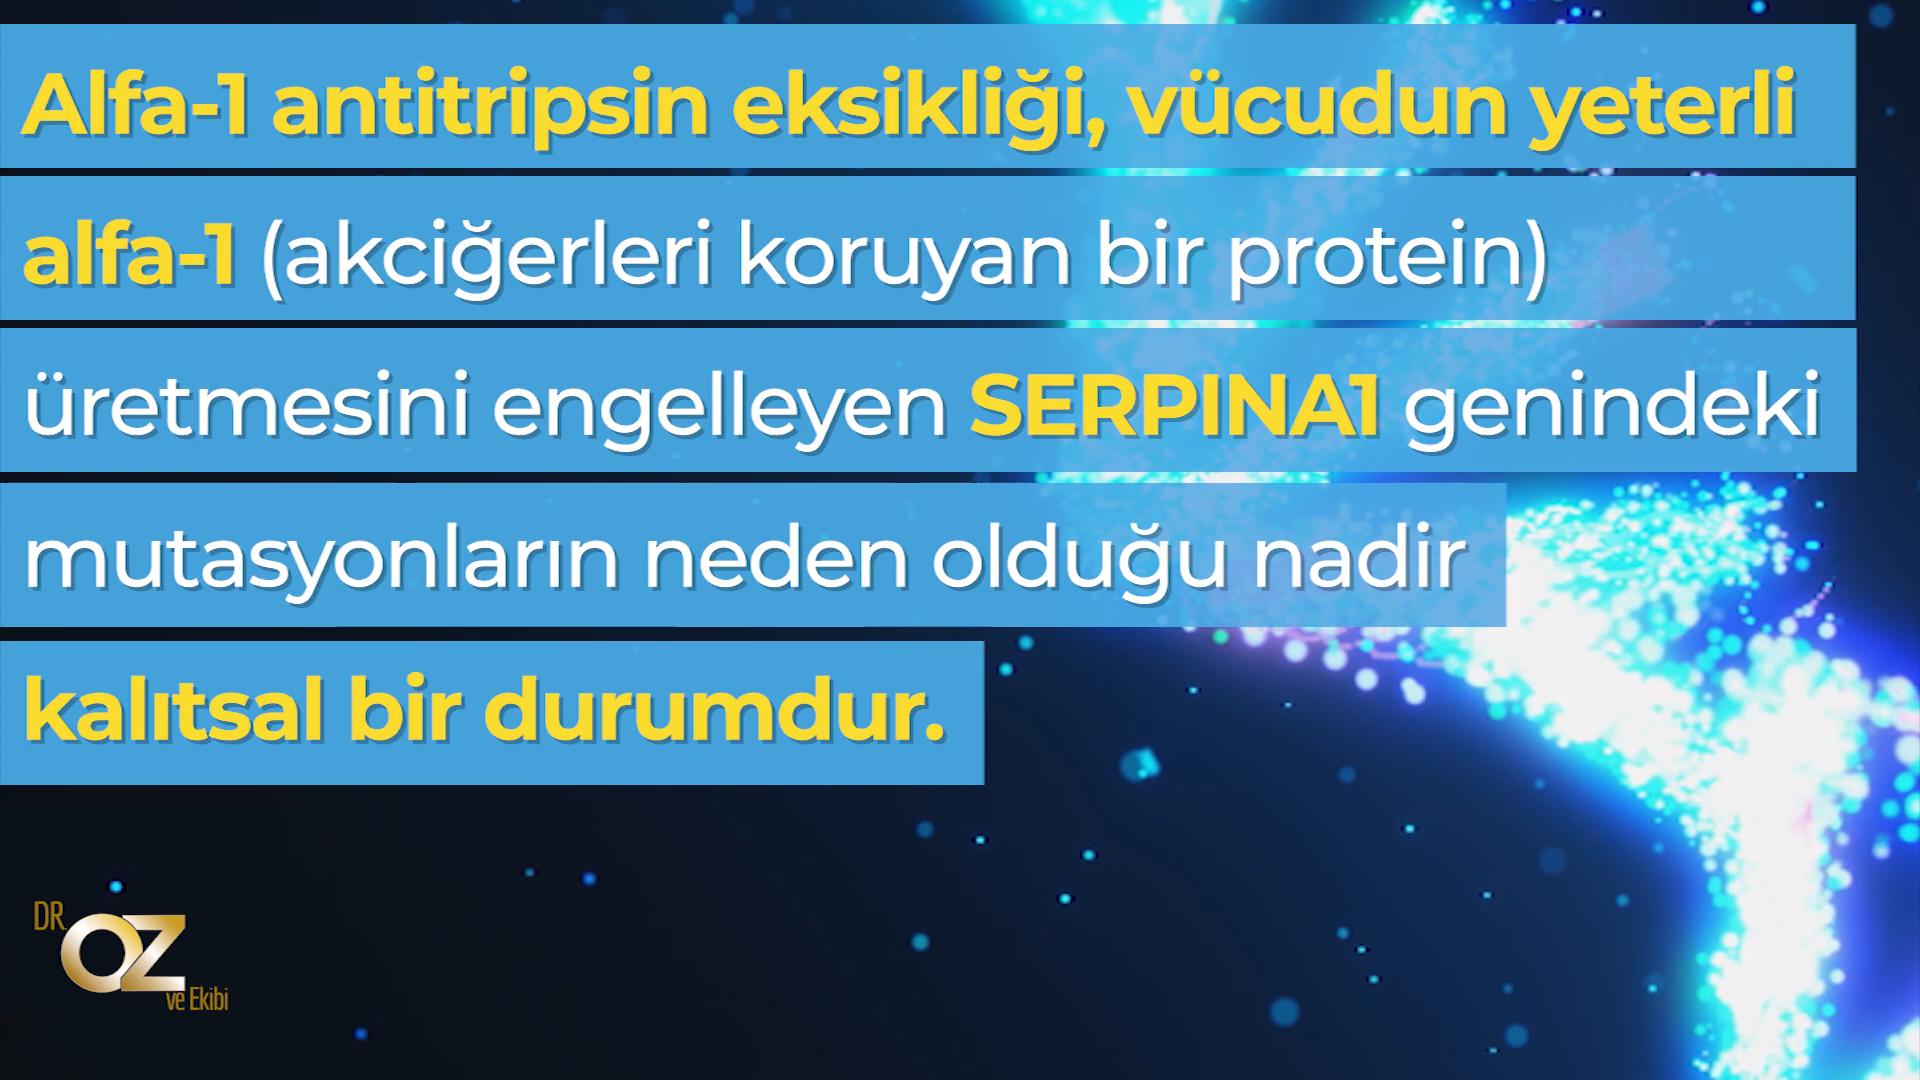 Alfa-1 antitripsin eksikliği, vücudun yeterli
alfa-1 (akciğerleri koruyan bir protein)
üretmesini engelleyen SERPINA1 genindeki
mutasyonların neden olduğu nadir
kalıtsal bir durumdur.
DR.
OZ
ve Ekibi